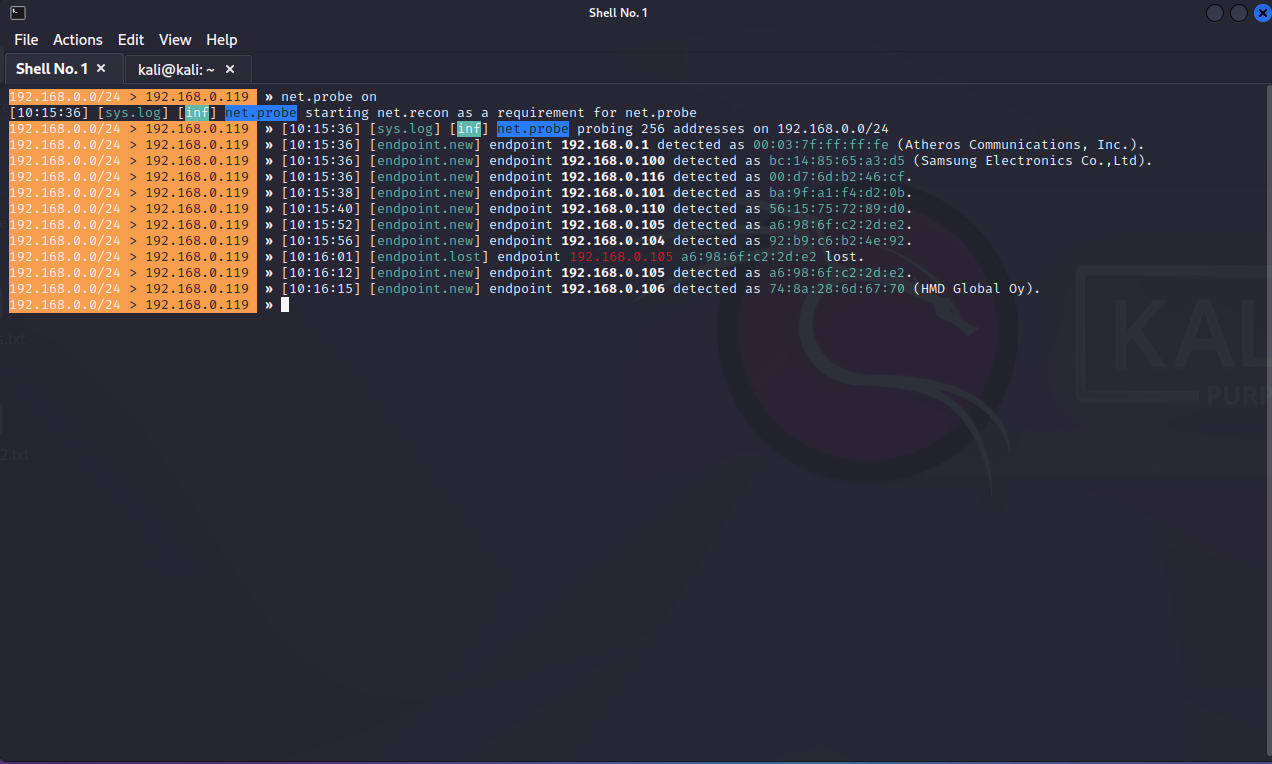 Shell No. 1
File Actions Edit View Help
Shell No. 1 × kali@kali: ~ ×
192.168.0.0/24 > 192.168.0.119 » net.probe on
[10:15:36] [sys.log] [inf] net.probe starting net.recon as a requirement for net.probe
192.168.0.0/24 > 192.168.0.119 » [10:15:36] [sys.log] [inf] net.probe probing 256 addresses on 192.168.0.0/24
192.168.0.0/24 > 192.168.0.119 » [10:15:36] [endpoint.new] endpoint 192.168.0.1 detected as 00:03:7f:ff:ff:fe (Atheros Communications, Inc.).
192.168.0.0/24 > 192.168.0.119 » [10:15:36] [endpoint.new] endpoint 192.168.0.100 detected as bc:14:85:65:a3:d5 (Samsung Electronics Co.,Ltd).
192.168.0.0/24 > 192.168.0.119 » [10:15:36] [endpoint.new] endpoint 192.168.0.116 detected as 00:d7:6d:b2:46:cf.
192.168.0.0/24 > 192.168.0.119 » [10:15:38] [endpoint.new] endpoint 192.168.0.101 detected as ba:9f:a1:f4:d2:0b.
192.168.0.0/24 > 192.168.0.119 » [10:15:40] [endpoint.new] endpoint 192.168.0.110 detected as 56:15:75:72:89:d0.
192.168.0.0/24 > 192.168.0.119 » [10:15:52] [endpoint.new] endpoint 192.168.0.105 detected as a6:98:6f:c2:2d:e2.
192.168.0.0/24 > 192.168.0.119 » [10:15:56] [endpoint.new] endpoint 192.168.0.104 detected as 92:b9:c6:b2:4e:92.
192.168.0.0/24 > 192.168.0.119 » [10:16:01] [endpoint.lost] endpoint 192.168.0.105 a6:98:6f:c2:2d:e2 lost.
192.168.0.0/24 > 192.168.0.119 » [10:16:12] [endpoint.new] endpoint 192.168.0.105 detected as a6:98:6f:c2:2d:e2.
192.168.0.0/24 > 192.168.0.119 » [10:16:15] [endpoint.new] endpoint 192.168.0.106 detected as 74:8a:28:6d:67:70 (HMD Global Oy).
192.168.0.0/24 > 192.168.0.119 »
s.txt
KAL
PURP
2.txt